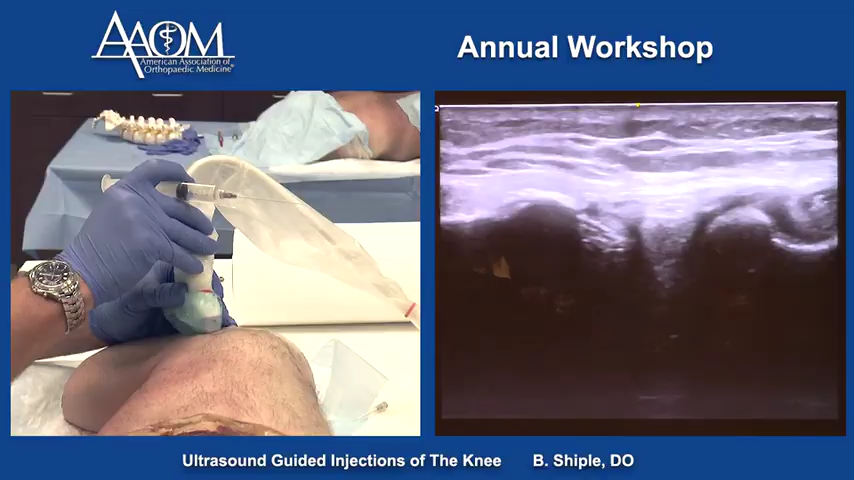 AAOM
American Association of
Orthopaedic Medicine®
Annual Workshop
Ultrasound Guided Injections of The Knee B. Shiple, DO